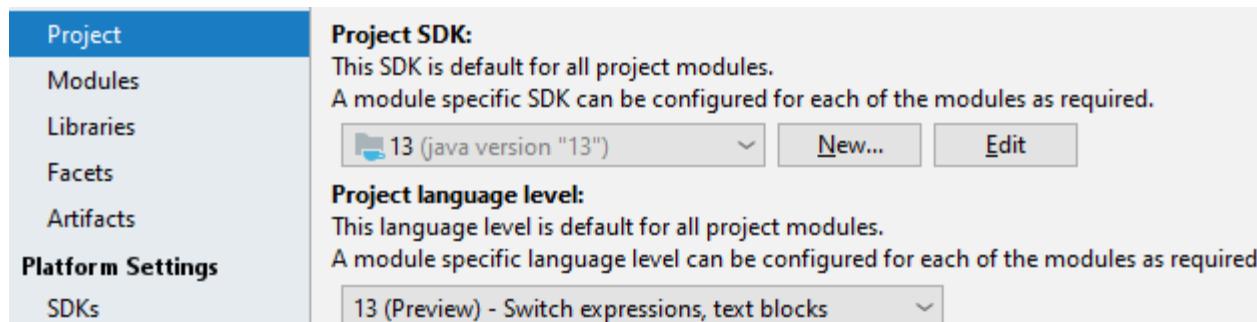 Project
Modules
Libraries
Facets
Artifacts
Platform Settings
SDKs
Project SDK:
This SDK is default for all project modules.
A module specific SDK can be configured for each of the modules as required.
13 (java version "13")
New...
Edit
Project language level:
This language level is default for all project modules.
A module specific language level can be configured for each of the modules as required
13 (Preview) - Switch expressions, text blocks